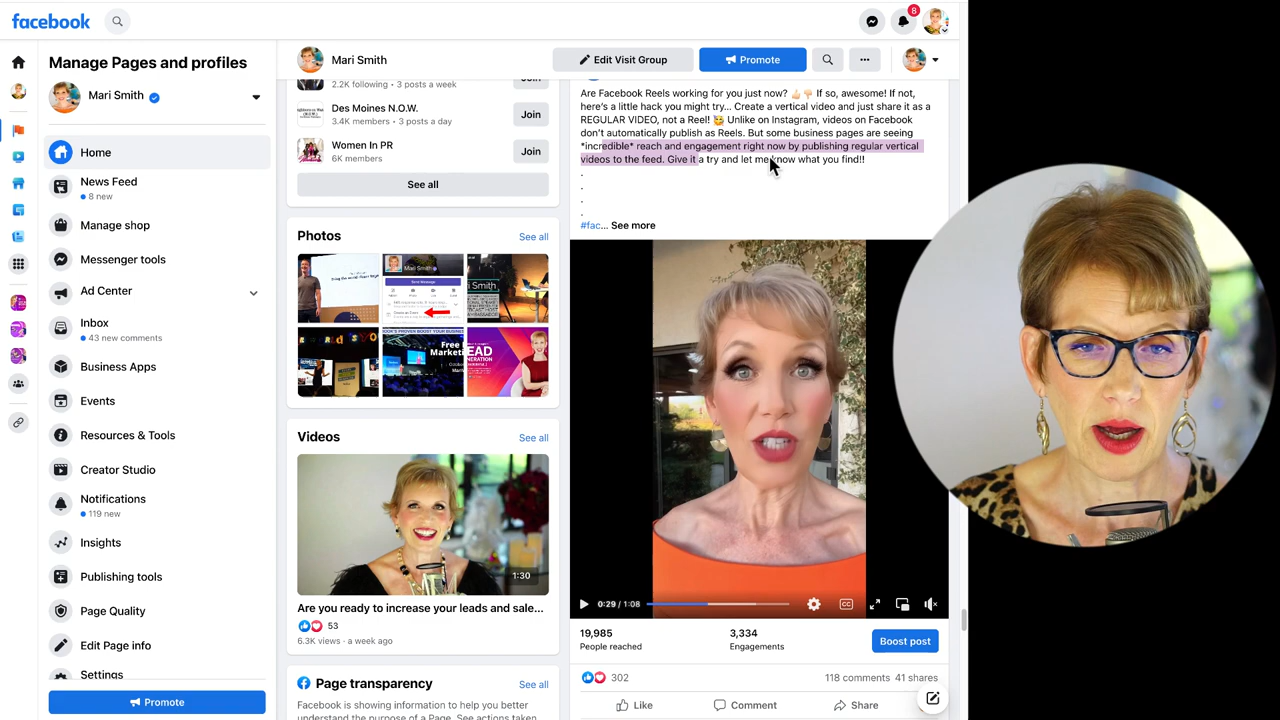 facebook
8
Manage Pages and profiles
Mari Smith
Home
News Feed
8 new
Manage shop
Messenger tools
Ad Center
Inbox
43 new comments
Business Apps
Events
Resources & Tools
Creator Studio
Notifications
119 new
Insights
Publishing tools
Page Quality
Edit Page info
Settings
Promote
Mari Smith
Edit Visit Group
Promote
2.2K following • 3 posts a week
Join
Des Moines N.O.W.
3.4K members • 3 posts a day
Join
Women In PR
6K members
Join
See all
Photos
See all
Videos
See all
1:30
Are you ready to increase your leads and sale...
53
6.3K views · a week ago
Page transparency
See all
Facebook is showing information to help you better
understand the purpose of a Page. See actions taken
Are Facebook Reels working for you just now? 👍🏻👎🏻 If so, awesome! If not,
here's a little hack you might try... Create a vertical video and just share it as a
REGULAR VIDEO, not a Reel! 🥳 Unlike on Instagram, videos on Facebook
don't automatically publish as Reels. But some business pages are seeing
*incredible* reach and engagement right now by publishing regular vertical
videos to the feed. Give it a try and let me know what you find!!
.
.
.
.
#fac... See more
0:29 / 1:08
CC
19,985
People reached
3,334
Engagements
Boost post
302
118 comments 41 shares
Like
Comment
Share